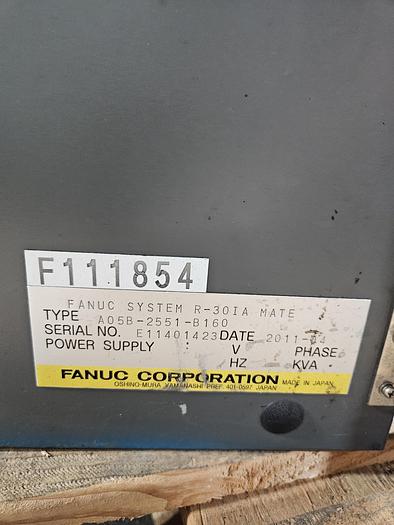 F111854
FANUC SYSTEM R-30IA MATE
TYPE A05B-2551-B160
SERIAL NO. E11401423 DATE 2011-04
POWER SUPPLY V PHASE
HZ KVA
FANUC CORPORATION MADE IN JAPAN
OSHINO-MURA YAMANASHI PREF. 401-0597 JAPAN